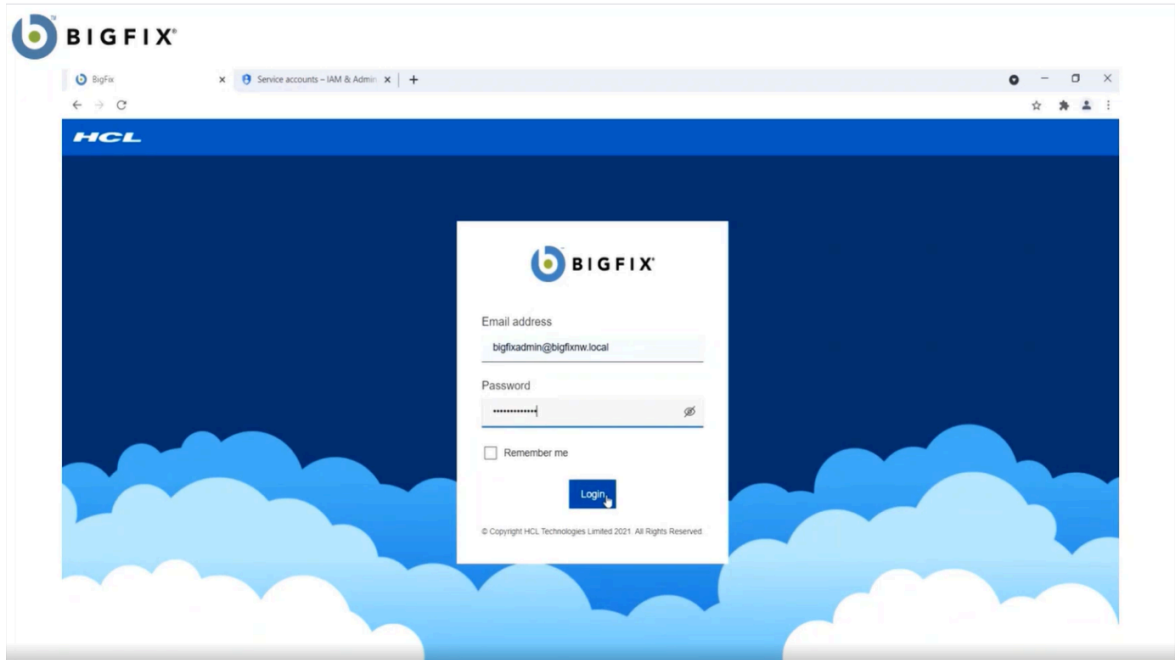 BIGFIX®
BigFix
Service accounts – IAM & Admin
HCL
BIGFIX™
Email address
bigfixadmin@bigfixnw.local
Password
•••••••••••••
Remember me
Login
© Copyright HCL Technologies Limited 2021. All Rights Reserved.